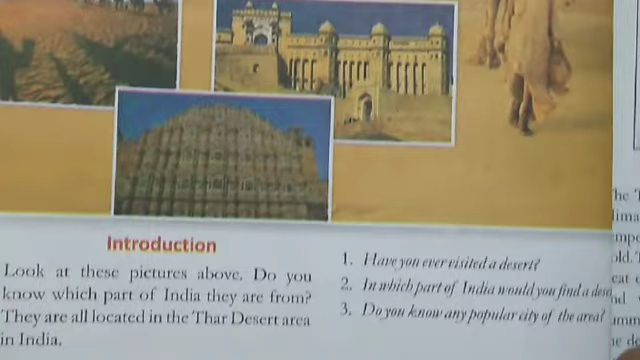 Introduction
Look at these pictures above. Do you
know which part of India they are from?
They are all located in the Thar Desert area
in India.
1. Have you ever visited a desert?
2. In which part of India would you find a
3. Do you know any popular city of the area?